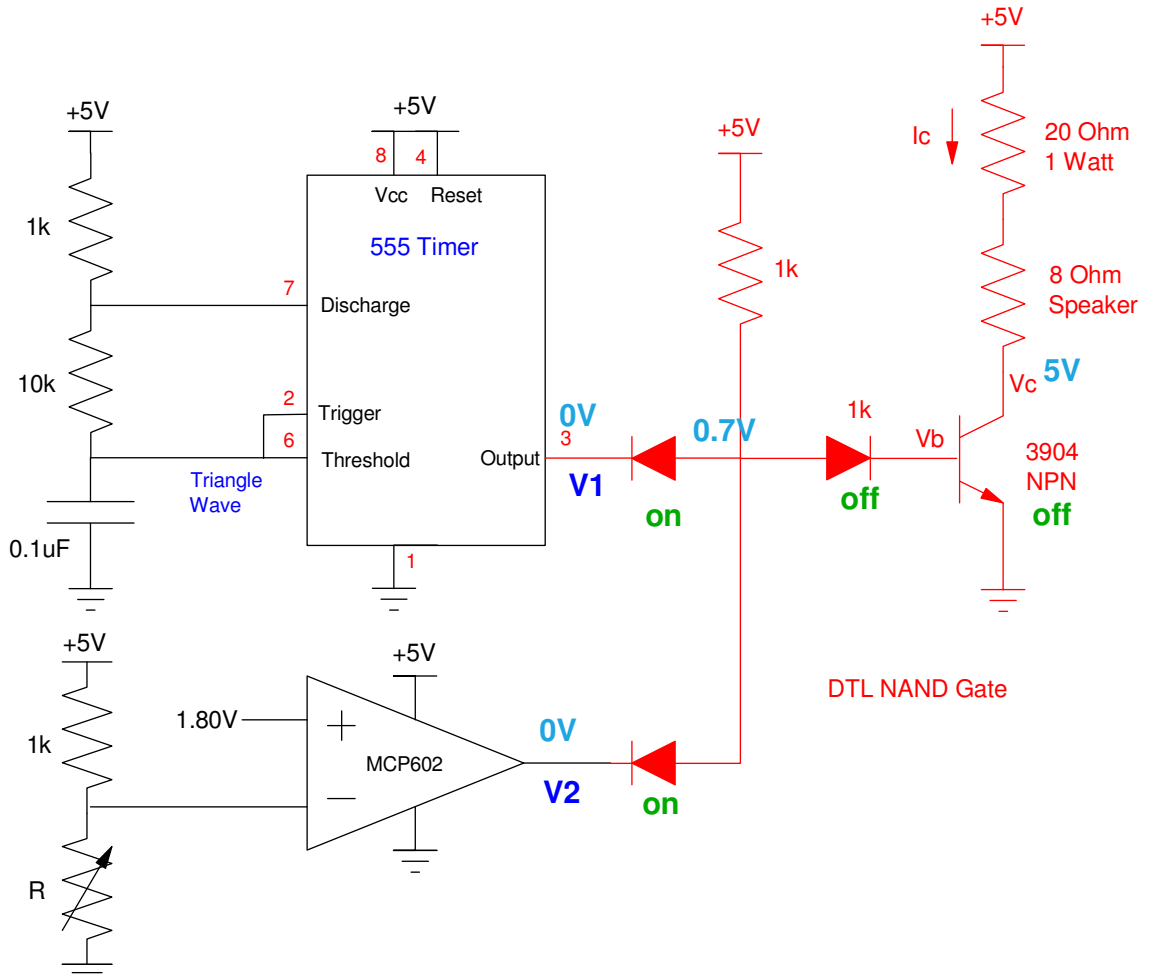 +5V
+5V
+5V
+5V
8
4
Ic
20 Ohm
1 Watt
Vcc
Reset
1k
555 Timer
1k
8 Ohm
Speaker
7
Discharge
10k
Vc
5V
2
Trigger
0V
3
0.7V
1k
Vb
3904
NPN
off
6
Threshold
Output
Triangle
Wave
V1
on
off
0.1uF
1
+5V
+5V
DTL NAND Gate
1.80V
+
0V
1k
MCP602
−
V2
on
R